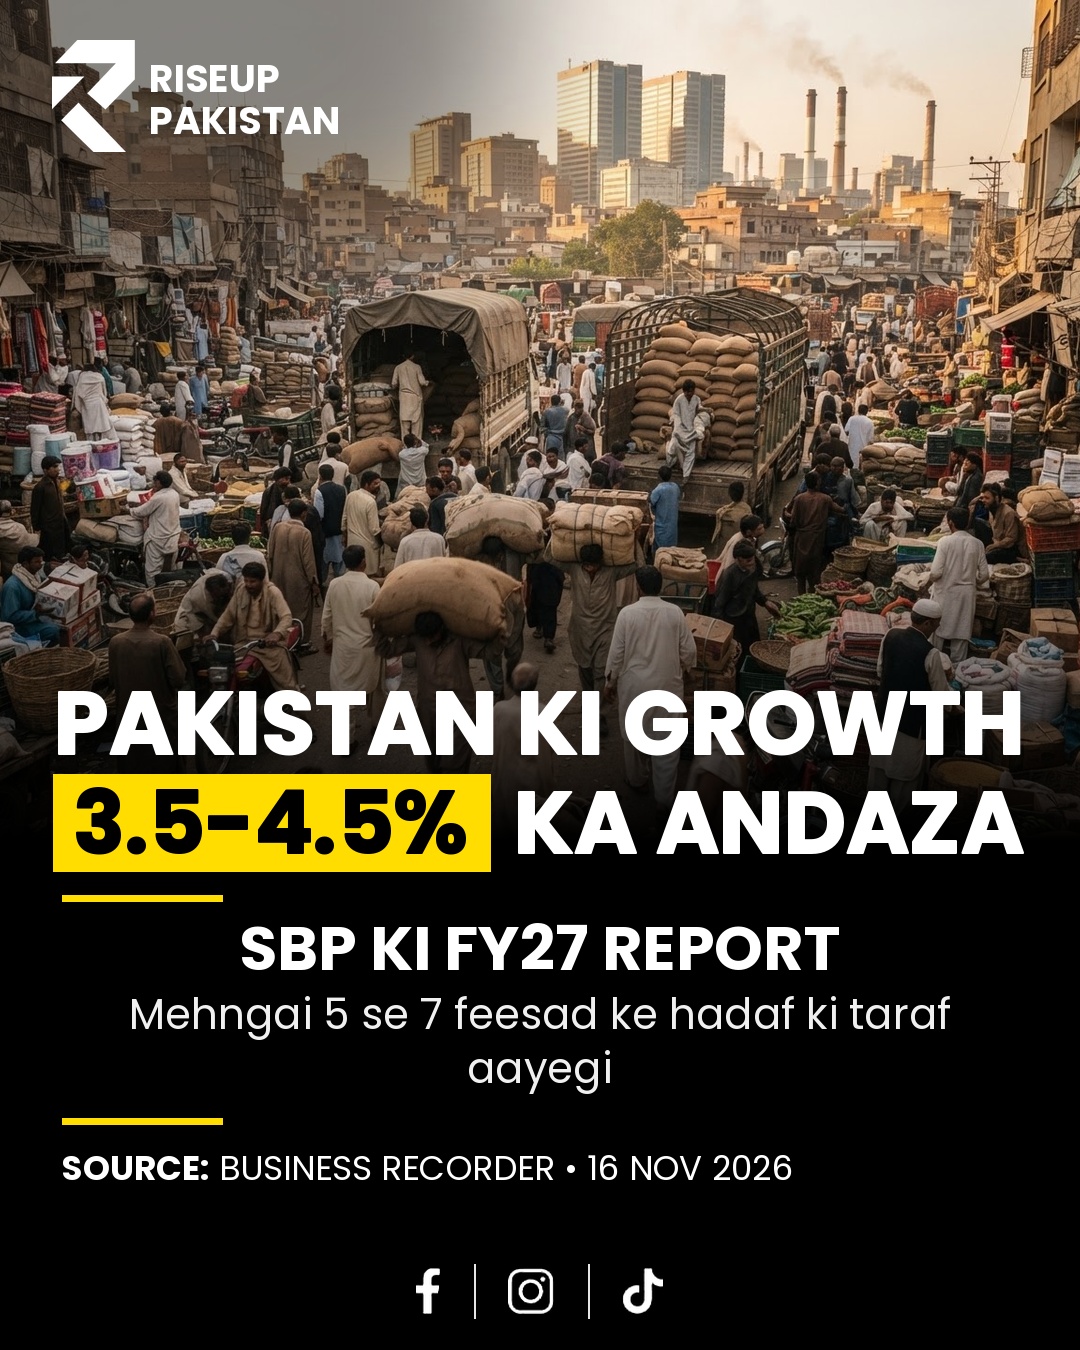 RISEUP
PAKISTAN
PAKISTAN KI GROWTH
3.5–4.5% KA ANDAZA
SBP KI FY27 REPORT
Mehngai 5 se 7 feesad ke hadaf ki taraf
aayegi
SOURCE: BUSINESS RECORDER • 16 NOV 2026